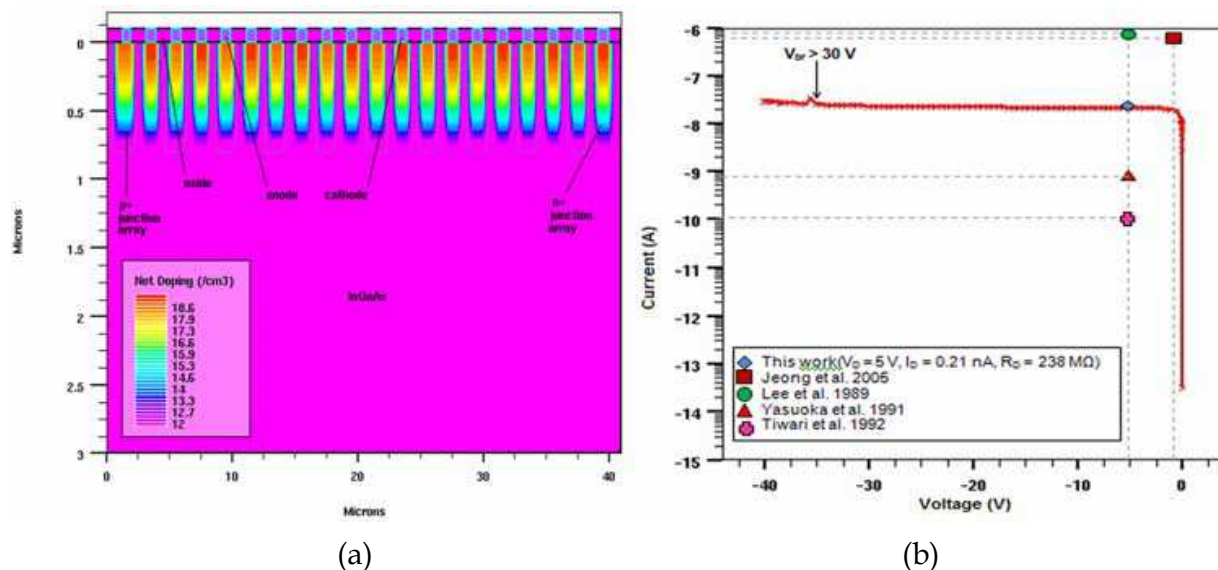 0
0.5
1
1.5
2
2.5
3
Microns
oxide
anode
cathode
p+
junction
array
n+
junction
array
Net Doping (/cm3)
18.6
17.9
17.3
16.6
15.9
15.3
14.6
14
13.3
12.7
12
InGaAs
0
10
20
30
40
Microns
(a)
-6
-7
-8
-9
-10
-11
-12
-13
-14
-15
Current (A)
Vbr > 30 V
This work(VD = 5 V, ID = 0.21 nA, RD = 238 MΩ)
Jeong et al. 2005
Lee et al. 1989
Yasuoka et al. 1991
Tiwari et al. 1992
-40
-30
-20
-10
0
Voltage (V)
(b)